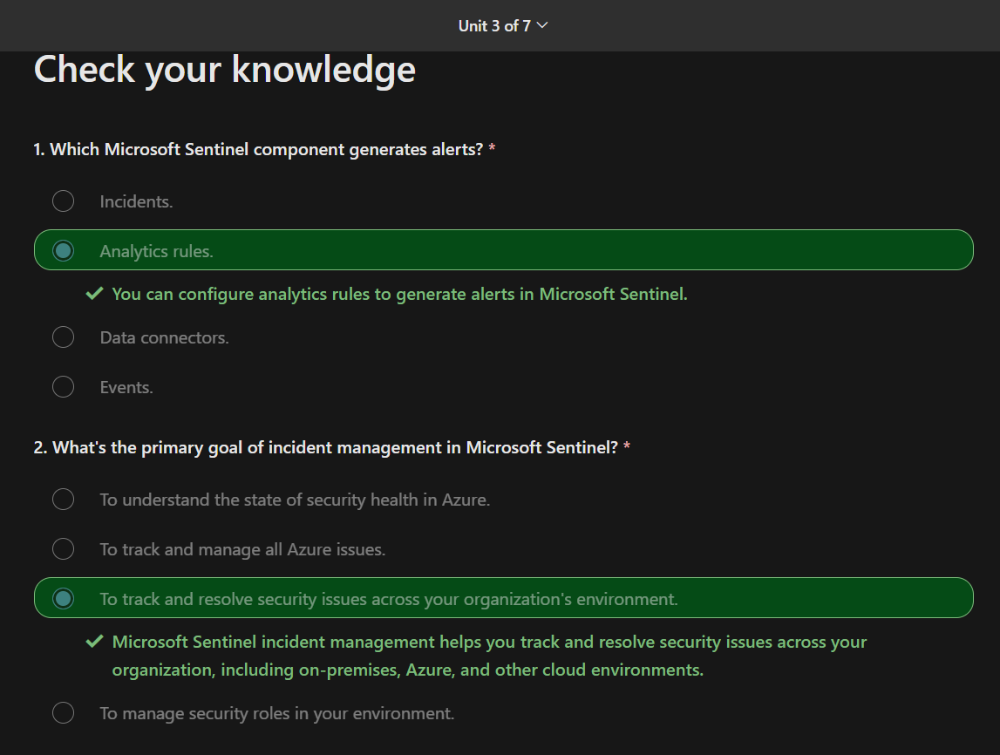 Unit 3 of 7
Check your knowledge
1. Which Microsoft Sentinel component generates alerts? *
Incidents.
Analytics rules.
You can configure analytics rules to generate alerts in Microsoft Sentinel.
Data connectors.
Events.
2. What's the primary goal of incident management in Microsoft Sentinel? *
To understand the state of security health in Azure.
To track and manage all Azure issues.
To track and resolve security issues across your organization's environment.
Microsoft Sentinel incident management helps you track and resolve security issues across your
organization, including on-premises, Azure, and other cloud environments.
To manage security roles in your environment.